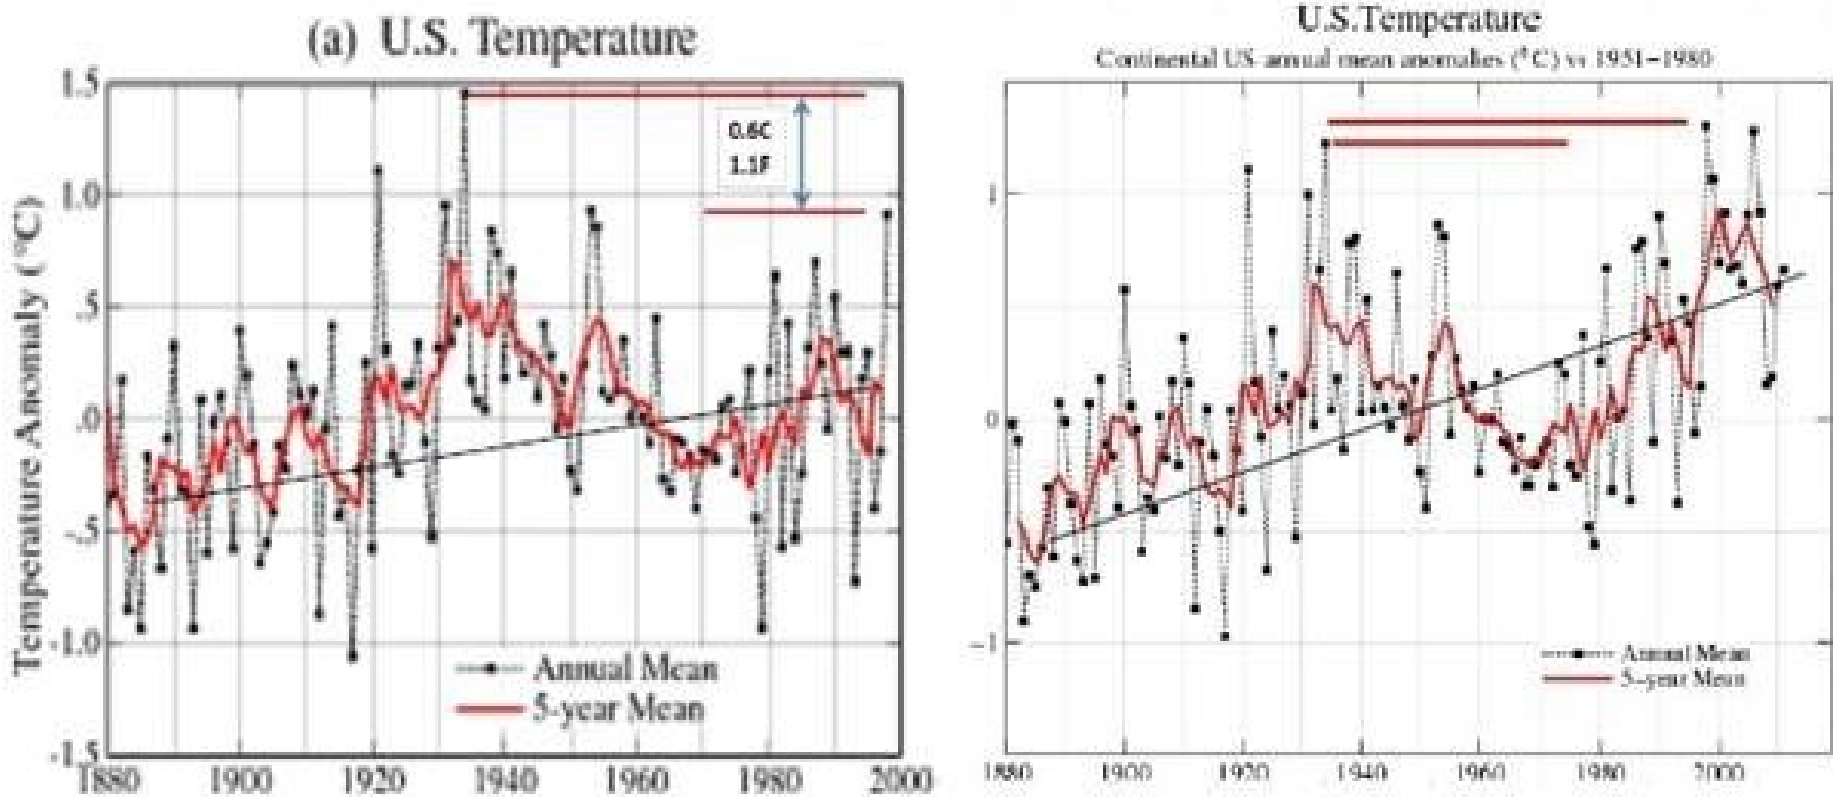 (a) U.S. Temperature
1.5
1.0
.5
.0
-.5
-1.0
-1.5
Temperature Anomaly (°C)
0.6C
1.1F
Annual Mean
5-year Mean
1880 1900 1920 1940 1960 1980 2000
U.S.Temperature
Continental US annual mean anomalies (°C) vs 1951-1980
1
0
-1
Annual Mean
5-year Mean
1880 1900 1920 1940 1960 1980 2000